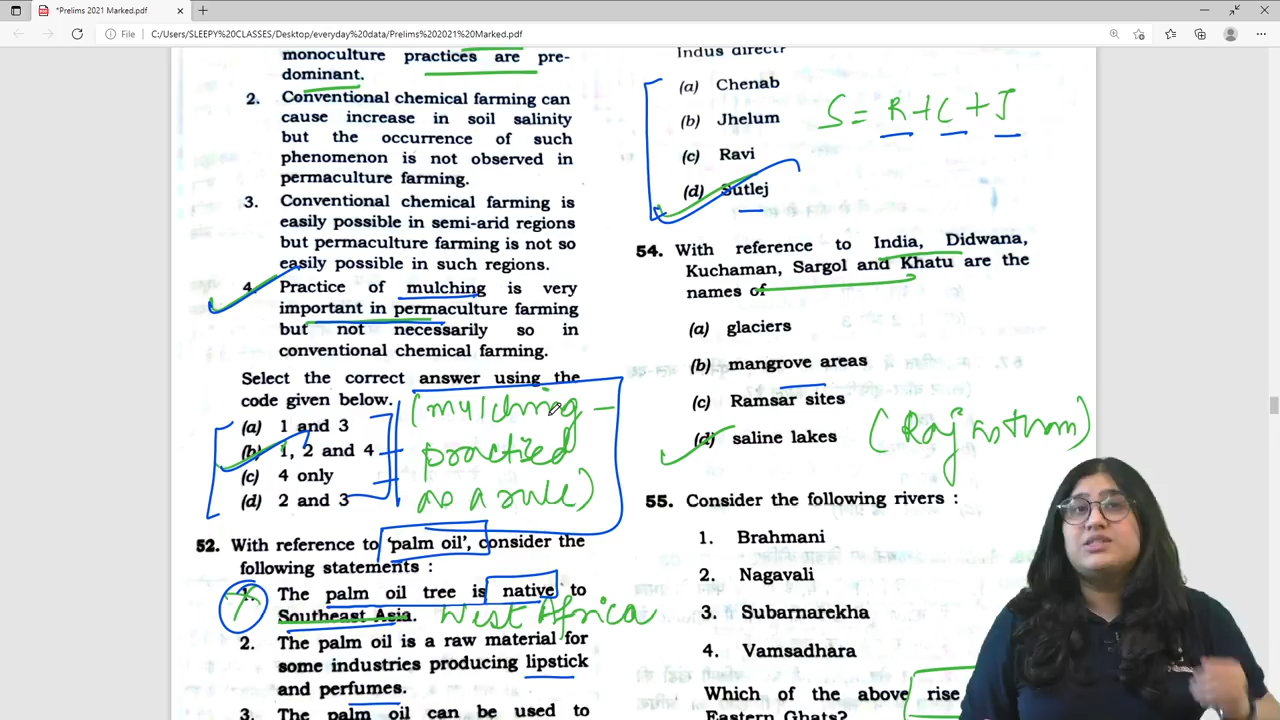 *Prelims 2021 Marked.pdf
File
C:/Users/SLEEPY%20CLASSES/Desktop/everyday%20data/Prelims%202021%20Marked.pdf
monoculture practices are pre-
dominant.
2. Conventional chemical farming can
cause increase in soil salinity
but the occurrence of such
phenomenon is not observed in
permaculture farming.
3. Conventional chemical farming is
easily possible in semi-arid regions
but permaculture farming is not so
easily possible in such regions.
4. Practice of mulching is very
important in permaculture farming
but not necessarily so in
conventional chemical farming.
Select the correct answer using the
code given below.
(a) 1 and 3
(b) 1, 2 and 4
(c) 4 only
(d) 2 and 3
(mulching -
practised
as a rule)
52. With reference to 'palm oil', consider the
following statements :
1. The palm oil tree is native to
Southeast Asia. West Africa
2. The palm oil is a raw material for
some industries producing lipstick
and perfumes.
3. The palm oil can be used to
Indus directl
(a) Chenab
(b) Jhelum
(c) Ravi
(d) Sutlej
S = R + C + J
54. With reference to India, Didwana,
Kuchaman, Sargol and Khatu are the
names of
(a) glaciers
(b) mangrove areas
(c) Ramsar sites
(d) saline lakes (Rajasthan)
55. Consider the following rivers :
1. Brahmani
2. Nagavali
3. Subarnarekha
4. Vamsadhara
Which of the above rise
Eastern Ghats?